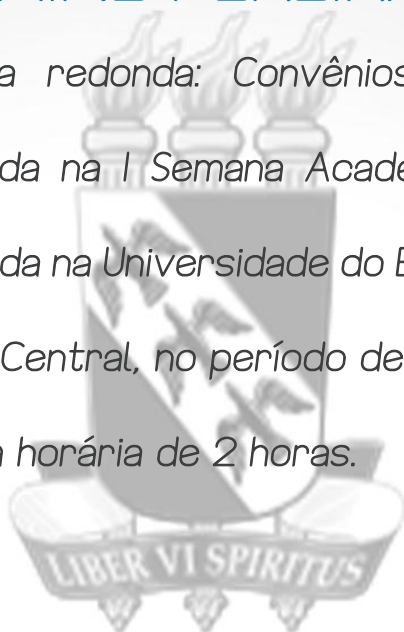 a redonda: Convênios
da na I Semana Acade
da na Universidade do E
Central, no período de
a horária de 2 horas.
LIBER VI SPIRITUS